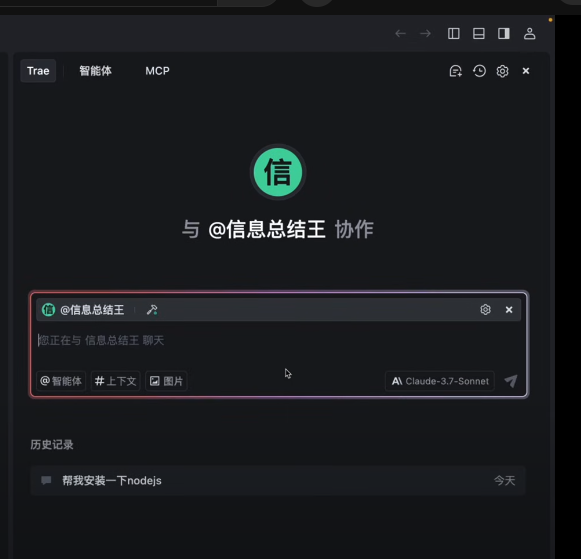 Trae 智能体 MCP
信
与 @信息总结王 协作
信 @信息总结王
您正在与 信息总结王 聊天
@智能体 #上下文 图片 A\ Claude-3.7-Sonnet
历史记录
帮我安装一下nodejs 今天